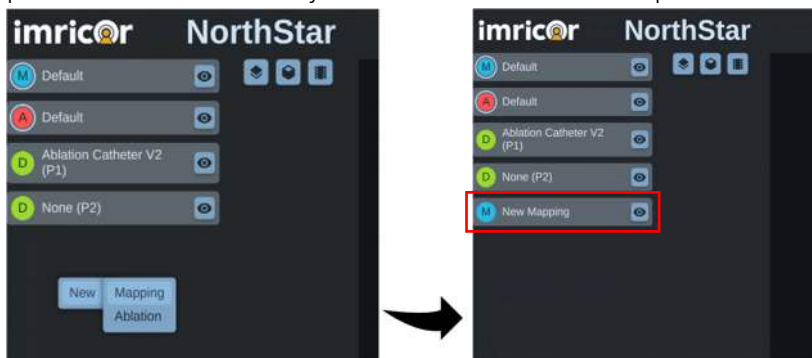 imricor NorthStar
M Default
A Default
D Ablation Catheter V2
(P1)
D None (P2)
New Mapping
Ablation
imricor NorthStar
M Default
A Default
D Ablation Catheter V2
(P1)
D None (P2)
M New Mapping